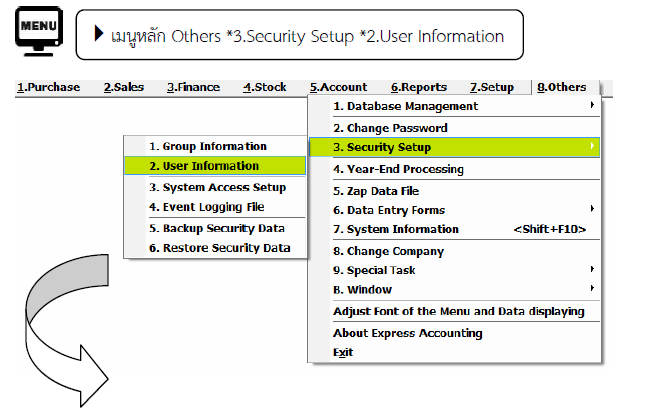 MENU
เมนูหลัก Others *3.Security Setup *2.User Information
1.Purchase 2.Sales 3.Finance 4.Stock 5.Account 6.Reports 7.Setup 8.Others
1. Database Management
2. Change Password
3. Security Setup
4. Year-End Processing
5. Zap Data File
6. Data Entry Forms
7. System Information <Shift+F10>
8. Change Company
9. Special Task
B. Window
Adjust Font of the Menu and Data displaying
About Express Accounting
Exit
1. Group Information
2. User Information
3. System Access Setup
4. Event Logging File
5. Backup Security Data
6. Restore Security Data